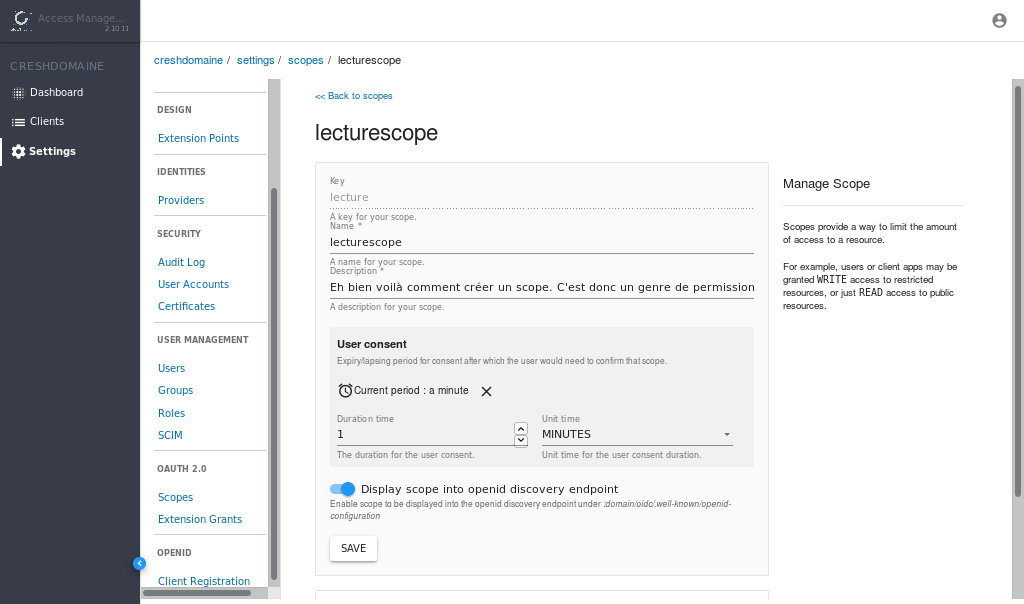 Access Manage...
2.10.11
CRESHDOMAINE
Dashboard
Clients
Settings
creshdomaine / settings / scopes / lecturescope
DESIGN
Extension Points
IDENTITIES
Providers
SECURITY
Audit Log
User Accounts
Certificates
USER MANAGEMENT
Users
Groups
Roles
SCIM
OAUTH 2.0
Scopes
Extension Grants
OPENID
Client Registration
<< Back to scopes
lecturescope
Key
lecture
A key for your scope.
Name *
lecturescope
A name for your scope.
Description *
Eh bien voilà comment créer un scope. C'est donc un genre de permission
A description for your scope.
User consent
Expiry/lapsing period for consent after which the user would need to confirm that scope.
Current period : a minute
Duration time
1
The duration for the user consent.
Unit time
MINUTES
Unit time for the user consent duration.
Display scope into openid discovery endpoint
Enable scope to be displayed into the openid discovery endpoint under :domain/oidc/.well-known/openid-
configuration
SAVE
Manage Scope
Scopes provide a way to limit the amount
of access to a resource.
For example, users or client apps may be
granted WRITE access to restricted
resources, or just READ access to public
resources.